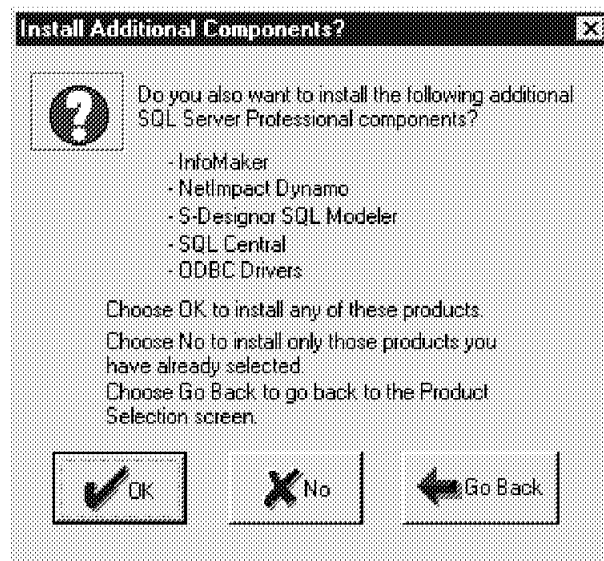 Install Additional Components?
Do you also want to install the following additional
SQL Server Professional components?
- InfoMaker
- NetImpact Dynamo
- S-Designor SQL Modeler
- SQL Central
- ODBC Drivers
Choose OK to install any of these products.
Choose No to install only those products you
have already selected
Choose Go Back to go back to the Product
Selection screen.
OK
No
Go Back